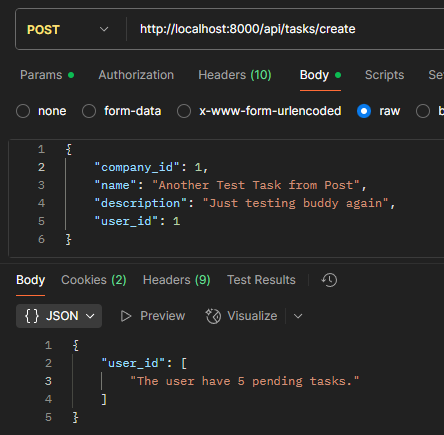 POST http://localhost:8000/api/tasks/create
Params Authorization Headers (10) Body Scripts
none form-data x-www-form-urlencoded raw
1 {
2 "company_id": 1,
3 "name": "Another Test Task from Post",
4 "description": "Just testing buddy again",
5 "user_id": 1
6 }
Body Cookies (2) Headers (9) Test Results
{} JSON Preview Visualize
1 {
2 "user_id": [
3 "The user have 5 pending tasks."
4 ]
5 }